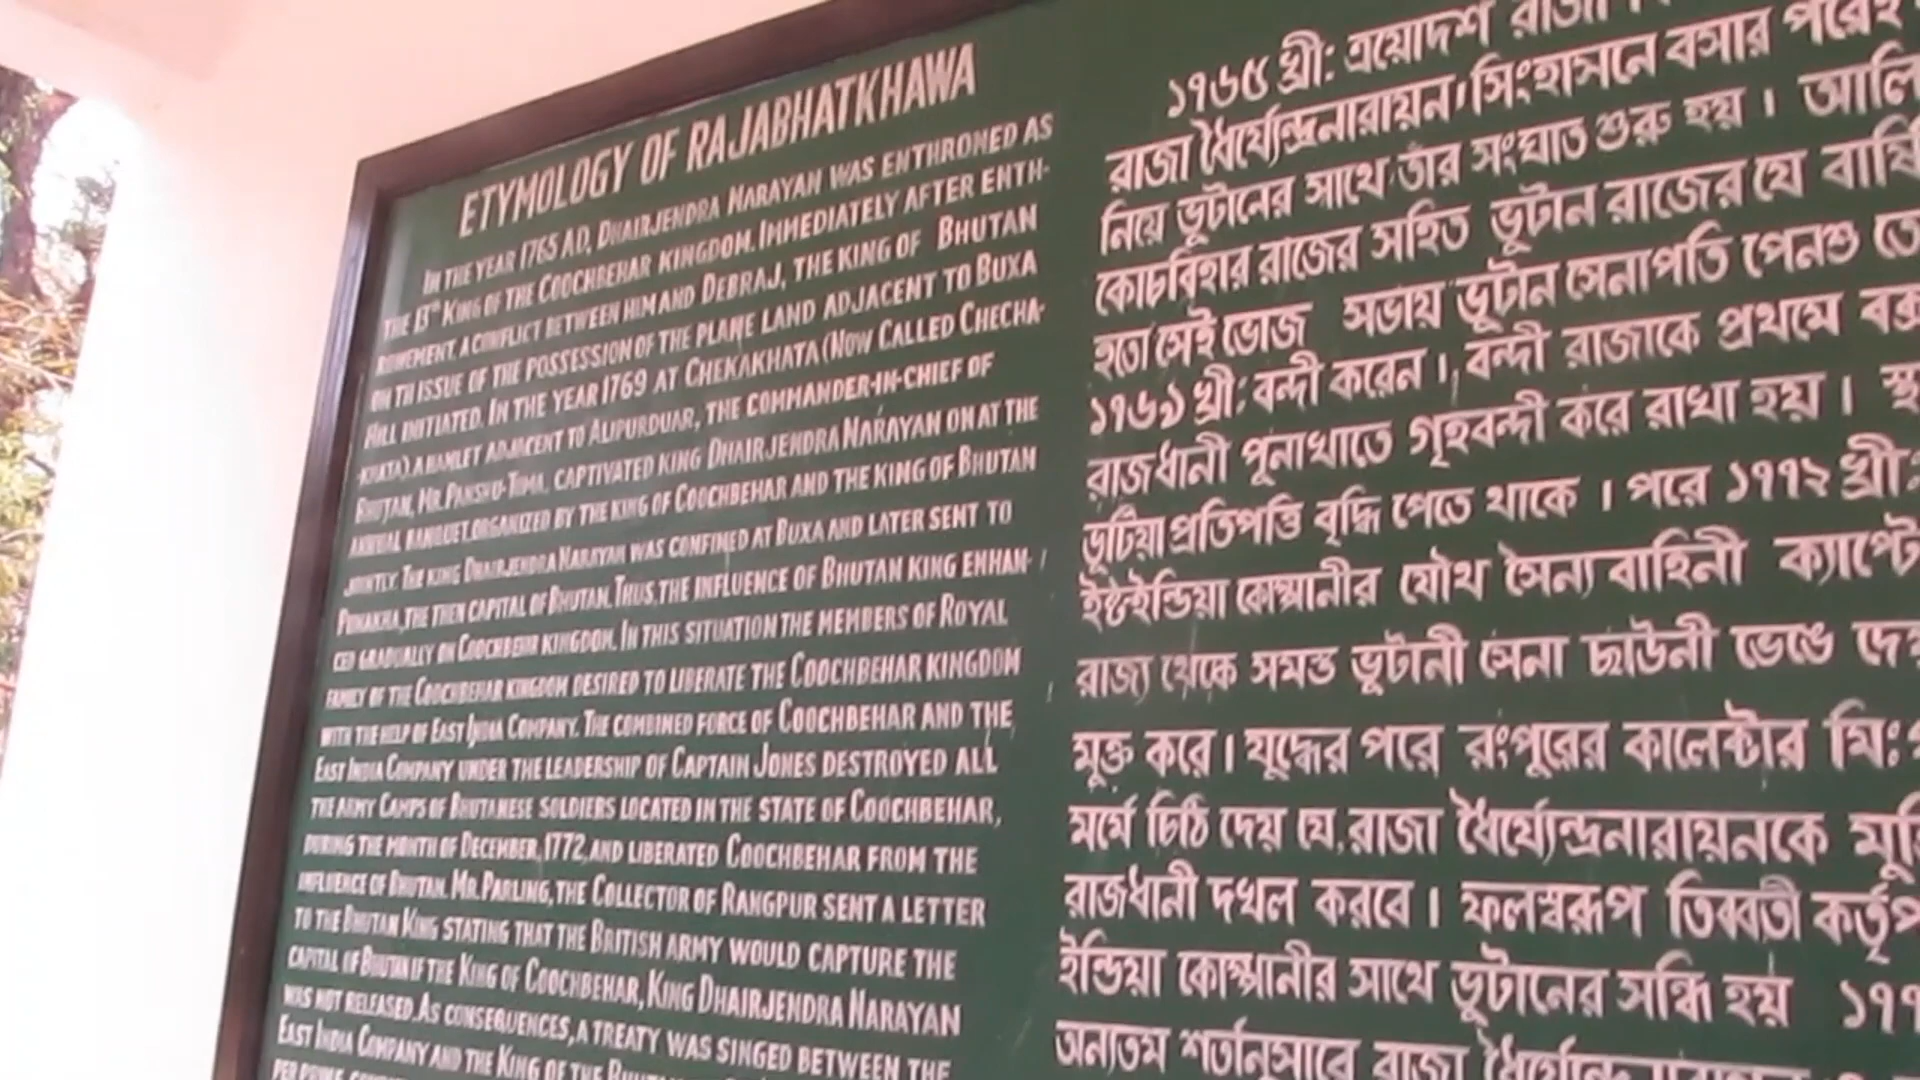 ETYMOLOGY OF RAJABHATKHAWA
IN THE YEAR 1765 AD, DHAIRJENDRA NARAYAN WAS ENTHRONED AS
THE 13TH KING OF THE COOCHBEHAR KINGDOM. IMMEDIATELY AFTER ENTH-
RONEMENT, A CONFLICT BETWEEN HIM AND DEBRAJ, THE KING OF BHUTAN
ON TH ISSUE OF THE POSSESSION OF THE PLANE LAND ADJACENT TO BUXA
HILL INITIATED. IN THE YEAR 1769 AT CHEKAKHATA (NOW CALLED CHECHA-
-KHATA) A HAMLET ADJACENT TO ALIPURDUAR, THE COMMANDER-IN-CHIEF OF
BHUTAN, MR. PANSHU-TUMA, CAPTIVATED KING DHAIRJENDRA NARAYAN ON AT THE
ANNUAL BANQUET, ORGANIZED BY THE KING OF COOCHBEHAR AND THE KING OF BHUTAN
JOINTLY. THE KING DHAIRJENDRA NARAYAN WAS CONFINED AT BUXA AND LATER SENT TO
PUNAKHA, THE THEN CAPITAL OF BHUTAN. THUS, THE INFLUENCE OF BHUTAN KING ENHAN-
CED GRADUALLY ON COOCHBEHAR KINGDOM. IN THIS SITUATION THE MEMBERS OF ROYAL
FAMILY OF THE COOCHBEHAR KINGDOM DESIRED TO LIBERATE THE COOCHBEHAR KINGDOM
WITH THE HELP OF EAST INDIA COMPANY. THE COMBINED FORCE OF COOCHBEHAR AND THE
EAST INDIA COMPANY UNDER THE LEADERSHIP OF CAPTAIN JONES DESTROYED ALL
THE ARMY CAMPS OF BHUTANESE SOLDIERS LOCATED IN THE STATE OF COOCHBEHAR,
DURING THE MONTH OF DECEMBER, 1772, AND LIBERATED COOCHBEHAR FROM THE
INFLUENCE OF BHUTAN. MR. PARLING, THE COLLECTOR OF RANGPUR SENT A LETTER
TO THE BHUTAN KING STATING THAT THE BRITISH ARMY WOULD CAPTURE THE
CAPITAL OF BHUTAN IF THE KING OF COOCHBEHAR, KING DHAIRJENDRA NARAYAN
WAS NOT RELEASED. AS CONSEQUENCES, A TREATY WAS SINGED BETWEEN THE
EAST INDIA COMPANY AND THE KING OF THE
১৭৬৫ খ্রী: ত্রয়োদশ
রাজা ধৈর্য্যেন্দ্রনারায়ন। সিংহাসনে বসার পরেই
নিয়ে ভূটানের সাথে তাঁর সংঘাত শুরু হয় । আলি
কোচবিহার রাজের সহিত ভূটান রাজের যে বার্ষি
হতো সেই ভোজ সভায় ভূটান সেনাপতি পেনশু
১৭৬৯ খ্রী: বন্দী করেন ।, বন্দী রাজাকে প্রথমে বক্স
রাজধানী পূনাখাতে গৃহবন্দী করে রাখা হয় ।
ভূটিয়া প্রতিপত্তি বৃদ্ধি পেতে থাকে । পরে ১৭৭২ খ্রী:
ইষ্টইন্ডিয়া কোম্পানীর যৌথ সৈন্য বাহিনী ক্যাপ্টে
রাজ্য থেকে সমস্ত ভূটানী সেনা ছাউনী ভেঙে দেয়
মুক্ত করে । যুদ্ধের পরে রংপুরের কালেক্টার মি:
মর্মে চিঠি দেয় যে, রাজা ধৈর্য্যেন্দ্রনারায়নকে
রাজধানী দখল করবে । ফলস্বরূপ তিব্বতী কর্তৃপ
ইন্ডিয়া কোম্পানীর সাথে ভূটানের সন্ধি হয়
অন্যতম শর্তানুসারে রাজা